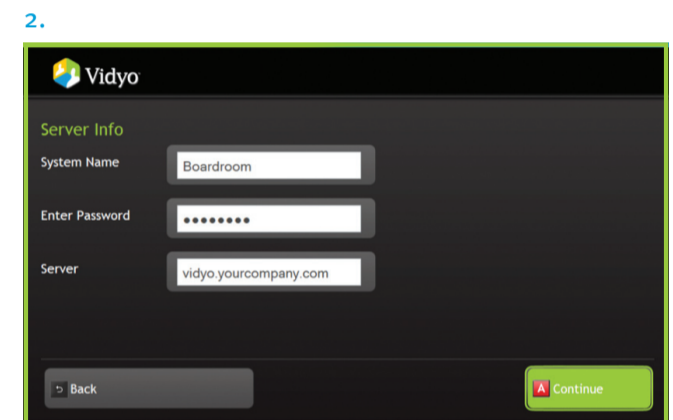 2.
Vidyo
Server Info
System Name
Boardroom
Enter Password
••••••••
Server
vidyo.yourcompany.com
Back
A Continue